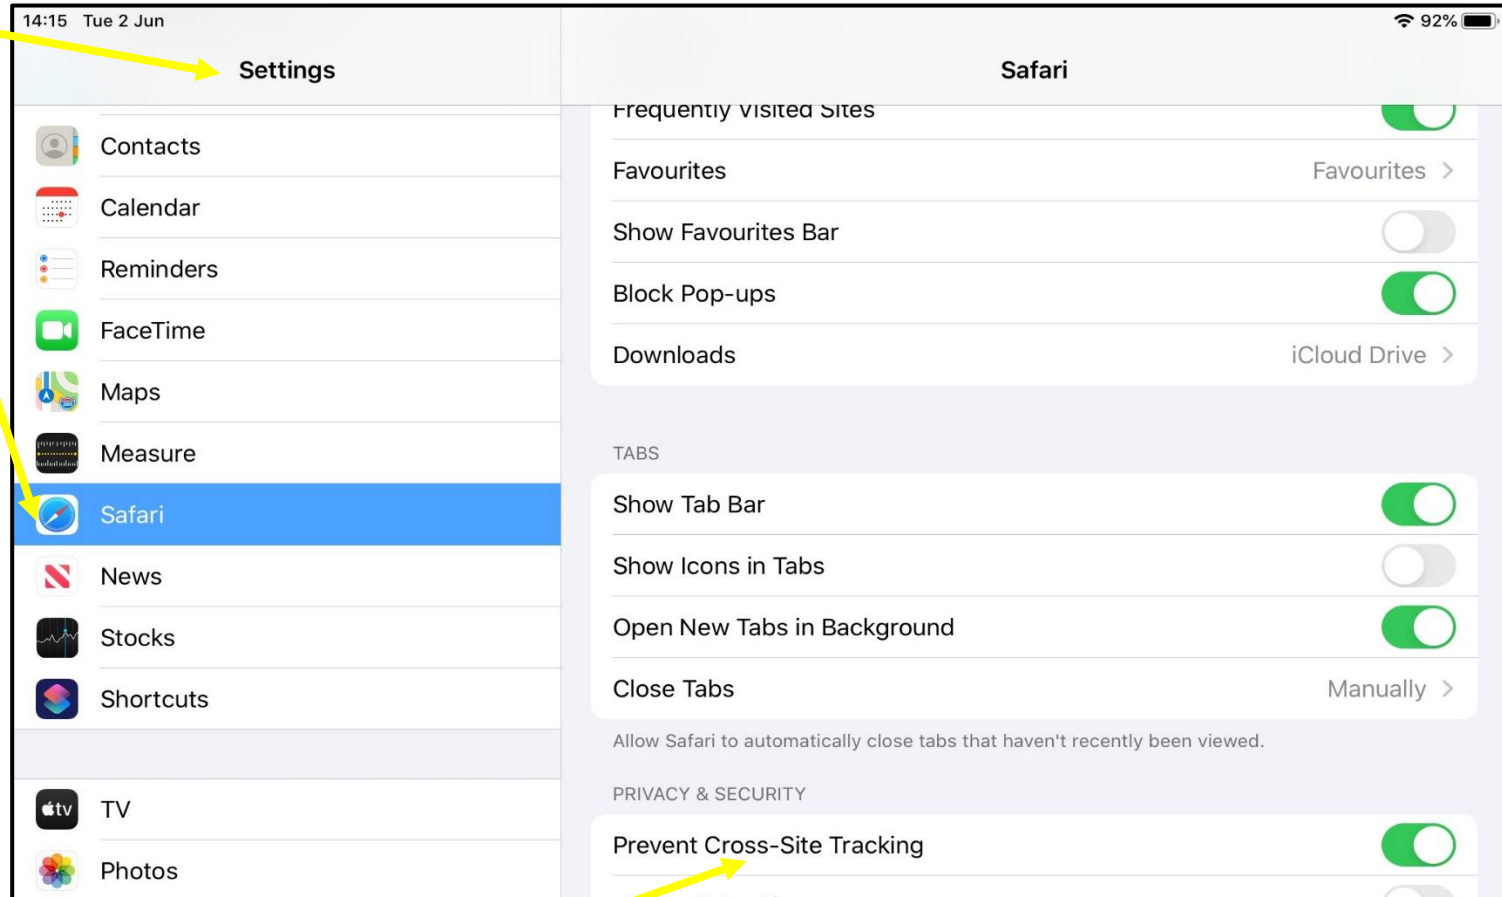 14:15 Tue 2 Jun
92%
Settings
Safari
Contacts
Calendar
Reminders
FaceTime
Maps
Measure
Safari
News
Stocks
Shortcuts
tv
TV
Photos
Frequently Visited Sites
Favourites Favourites >
Show Favourites Bar
Block Pop-ups
Downloads iCloud Drive >
TABS
Show Tab Bar
Show Icons in Tabs
Open New Tabs in Background
Close Tabs Manually >
Allow Safari to automatically close tabs that haven't recently been viewed.
PRIVACY & SECURITY
Prevent Cross-Site Tracking